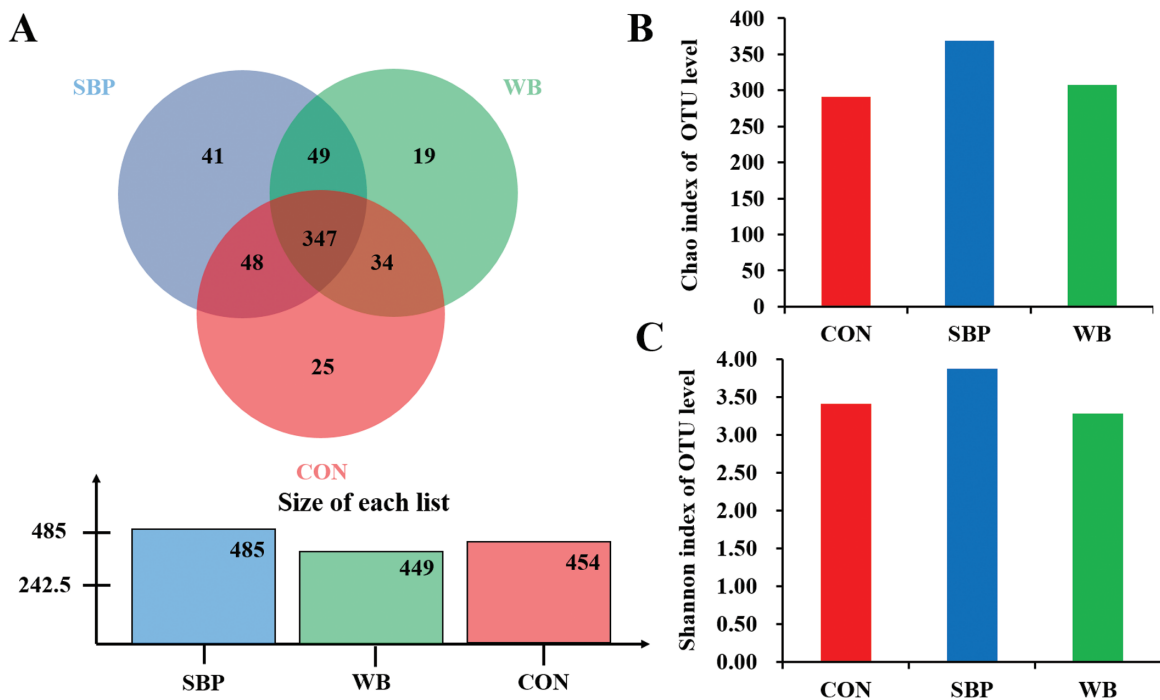 A
SBP
WB
41
49
19
347
48
34
25
CON
Size of each list
485
242.5
485
449
454
SBP
WB
CON
B
Chao index of OTU level
400
350
300
250
200
150
100
50
0
CON
SBP
WB
C
Shannon index of OTU level
4.00
3.50
3.00
2.50
2.00
1.50
1.00
0.50
0.00
CON
SBP
WB